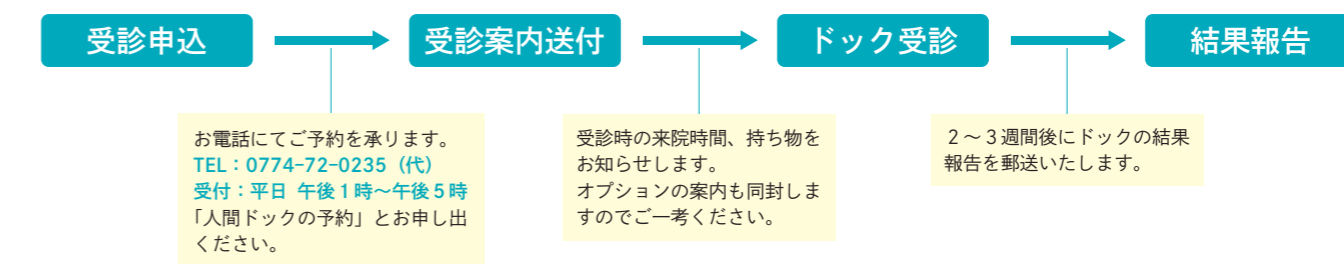 受診申込
受診案内送付
ドック受診
結果報告
お電話にてご予約を承ります。
TEL：0774-72-0235（代）
受付：平日 午後１時～午後５時
「人間ドックの予約」とお申し出
ください。
受診時の来院時間、持ち物を
お知らせします。
オプションの案内も同封しま
すのでご一考ください。
２～３週間後にドックの結果
報告を郵送いたします。